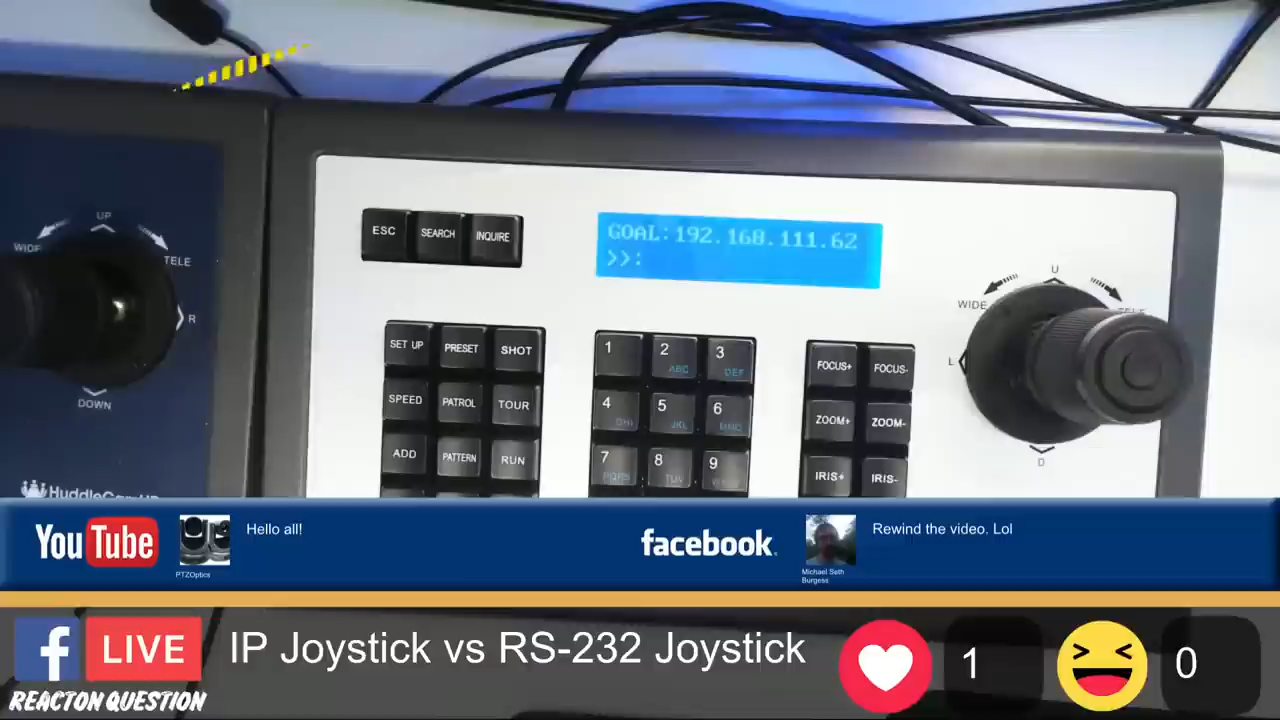 ESC SEARCH INQUIRE
GOAL:192.168.111.62
>>:
UP
WIDE TELE
R
DOWN
U
WIDE
L
D
SET UP PRESET SHOT
SPEED PATROL TOUR
ADD PATTERN RUN
1 2 ABC 3 DEF
4 GHI 5 JKL 6 MNO
7 PQRS 8 TUV 9
FOCUS+ FOCUS-
ZOOM+ ZOOM-
IRIS+ IRIS-
YouTube
PTZOptics
Hello all!
facebook.
Michael Seth
Burgess
Rewind the video. Lol
f LIVE
IP Joystick vs RS-232 Joystick
1
0
REACTON QUESTION